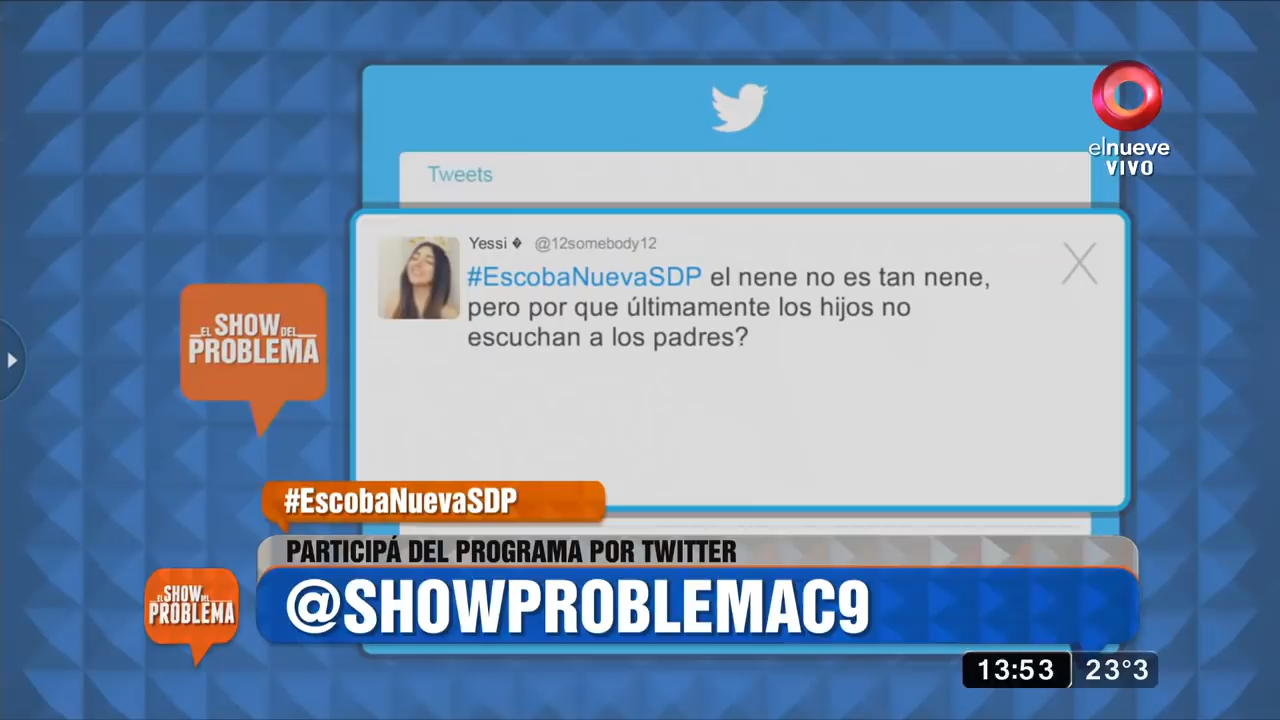 elnueve
VIVO
Tweets
Yessi � @12somebody12
#EscobaNuevaSDP el nene no es tan nene,
pero por que últimamente los hijos no
escuchan a los padres?
EL SHOW DEL
PROBLEMA
#EscobaNuevaSDP
PARTICIPÁ DEL PROGRAMA POR TWITTER
@SHOWPROBLEMAC9
EL SHOW DEL
PROBLEMA
13:53 23°3